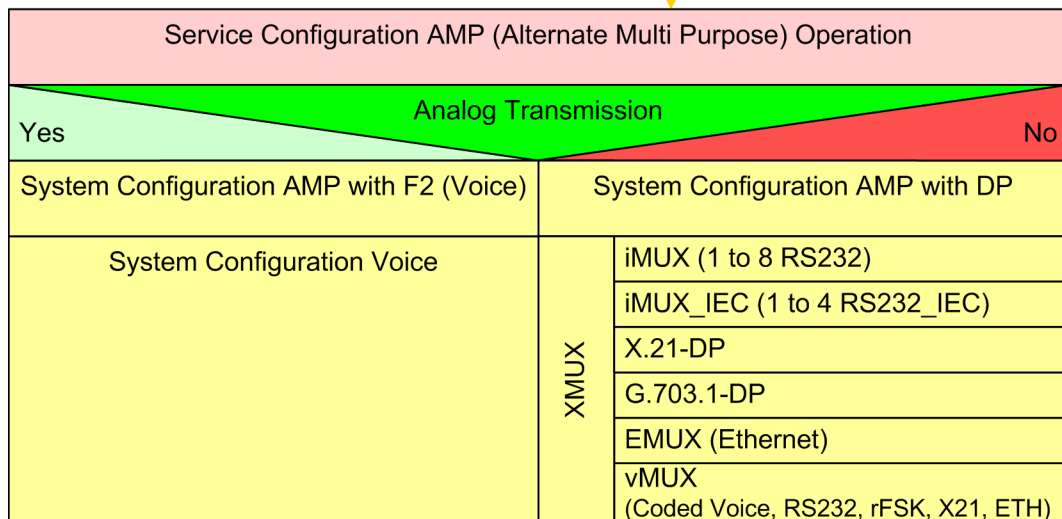 Service Configuration AMP (Alternate Multi Purpose) Operation
Analog Transmission
Yes
No
System Configuration AMP with F2 (Voice)
System Configuration AMP with DP
System Configuration Voice
XMUX
iMUX (1 to 8 RS232)
iMUX_IEC (1 to 4 RS232_IEC)
X.21-DP
G.703.1-DP
EMUX (Ethernet)
vMUX
(Coded Voice, RS232, rFSK, X21, ETH)